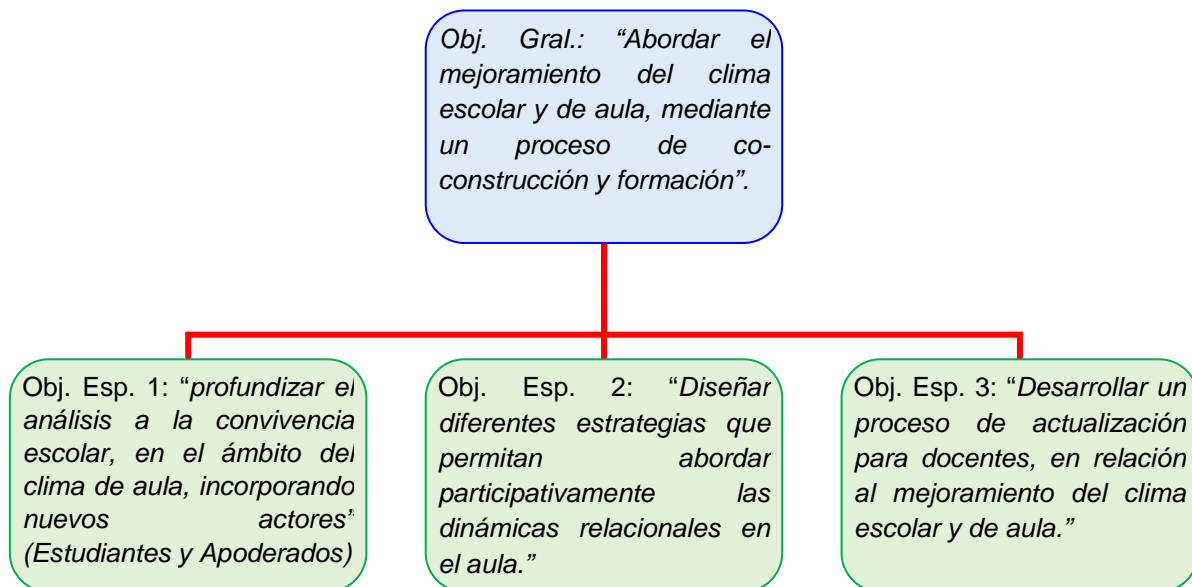 Obj. Gral.: “Abordar el
mejoramiento del clima
escolar y de aula, mediante
un proceso de co-
construcción y formación”.
Obj. Esp. 1: “profundizar el
análisis a la convivencia
escolar, en el ámbito del
clima de aula, incorporando
nuevos actores”
(Estudiantes y Apoderados)
Obj. Esp. 2: “Diseñar
diferentes estrategias que
permitan abordar
participativamente las
dinámicas relacionales en
el aula.”
Obj. Esp. 3: “Desarrollar un
proceso de actualización
para docentes, en relación
al mejoramiento del clima
escolar y de aula.”